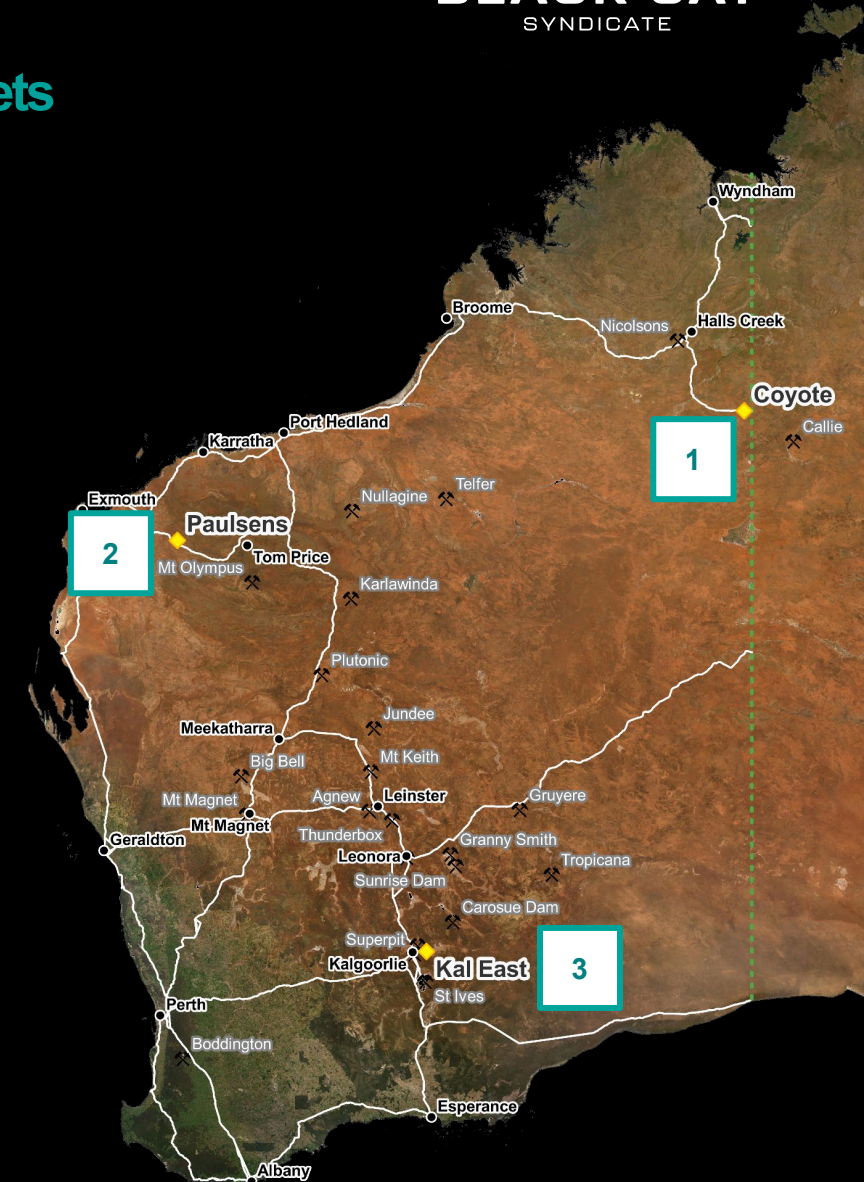 SYNDICATE
ets
Wyndham
Broome
Nicolsons
Halls Creek
Coyote
Callie
1
Port Hedland
Karratha
Telfer
Nullagine
Exmouth
Paulsens
2
Tom Price
Mt Olympus
Karlawinda
Plutonic
Jundee
Meekatharra
Mt Keith
Big Bell
Agnew
Leinster
Gruyere
Mt Magnet
Mt Magnet
Thunderbox
Geraldton
Granny Smith
Leonora
Tropicana
Sunrise Dam
Carosue Dam
Superpit
Kalgoorlie
Kal East
3
St Ives
Perth
Boddington
Esperance
Albany